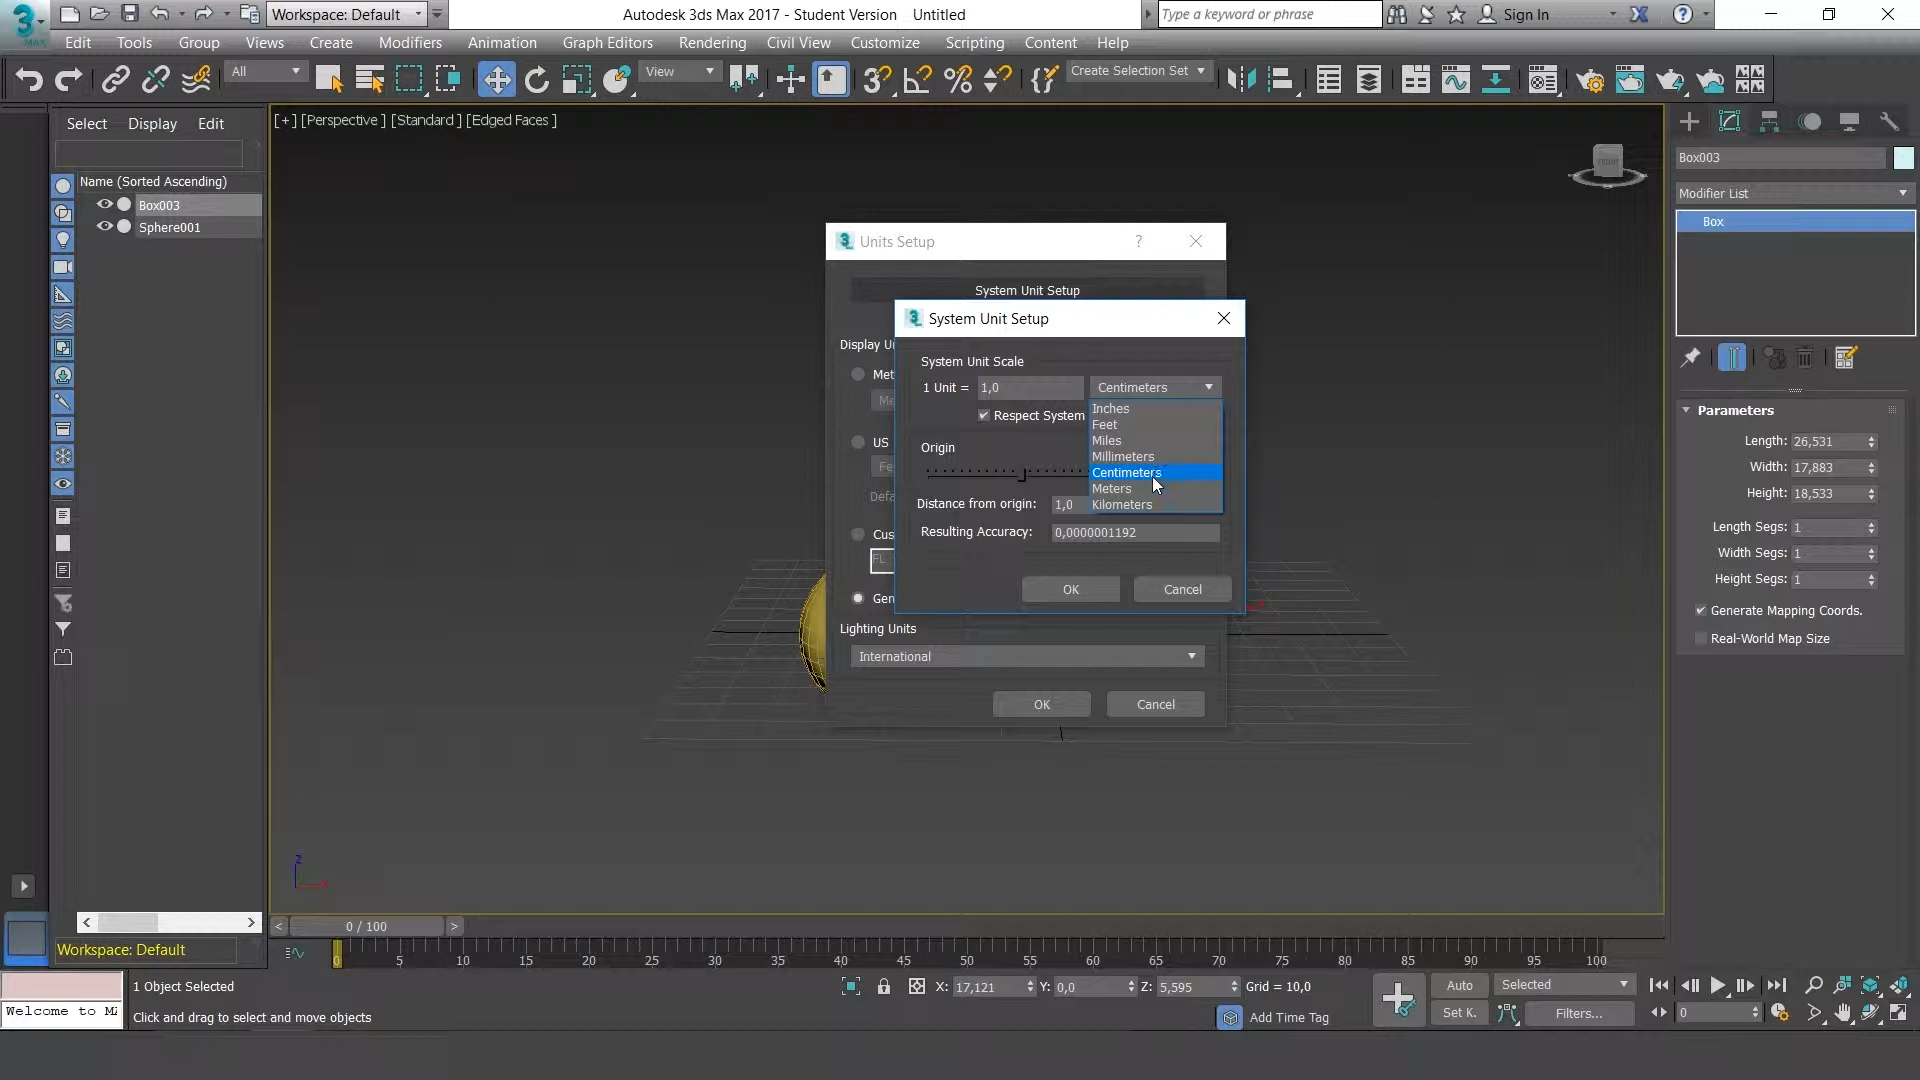 Workspace: Default
Autodesk 3ds Max 2017 - Student Version    Untitled
Type a keyword or phrase
Sign In
MAX
Edit Tools Group Views Create Modifiers Animation Graph Editors Rendering Civil View Customize Scripting Content Help
All
View
Create Selection Set
Select Display Edit
[+] [Perspective ] [Standard ] [Edged Faces ]
FRONT
Name (Sorted Ascending)
Box003
Sphere001
Units Setup
System Unit Setup
Display Un
Met
Me
US
Fe
Defa
Cus
FL
Gen
Lighting Units
International
OK Cancel
System Unit Setup
System Unit Scale
1 Unit = 1,0 Centimeters
Respect System
Inches
Feet
Miles
Millimeters
Centimeters
Meters
Kilometers
Origin
Distance from origin: 1,0
Resulting Accuracy: 0,0000001192
OK Cancel
Box003
Modifier List
Box
Parameters
Length: 26,531
Width: 17,883
Height: 18,533
Length Segs: 1
Width Segs: 1
Height Segs: 1
Generate Mapping Coords.
Real-World Map Size
z
x
< 0 / 100 >
Workspace: Default
0 5 10 15 20 25 30 35 40 45 50 55 60 65 70 75 80 85 90 95 100
1 Object Selected
X: 17,121 Y: 0,0 Z: 5,595 Grid = 10,0
Auto Selected
Welcome to MA
Click and drag to select and move objects
Add Time Tag
Set K. Filters... 0